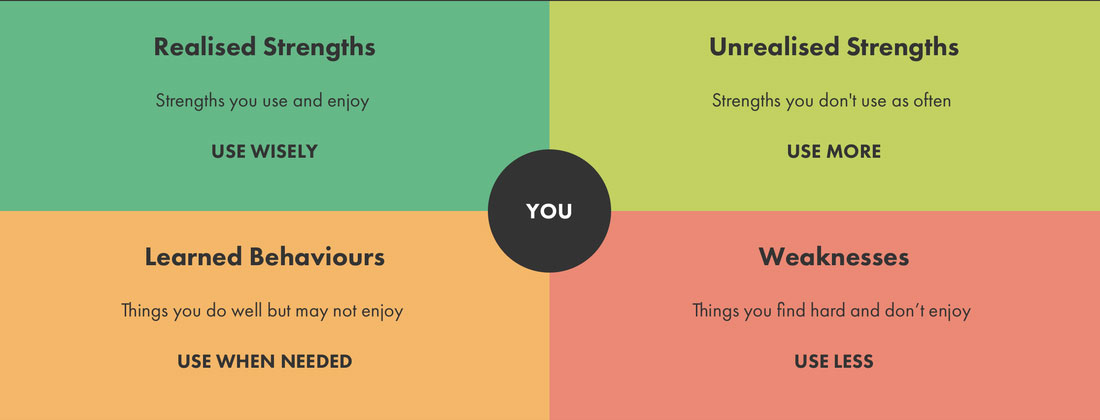 Realised Strengths
Strengths you use and enjoy
USE WISELY
Unrealised Strengths
Strengths you don't use as often
USE MORE
YOU
Learned Behaviours
Things you do well but may not enjoy
USE WHEN NEEDED
Weaknesses
Things you find hard and don’t enjoy
USE LESS